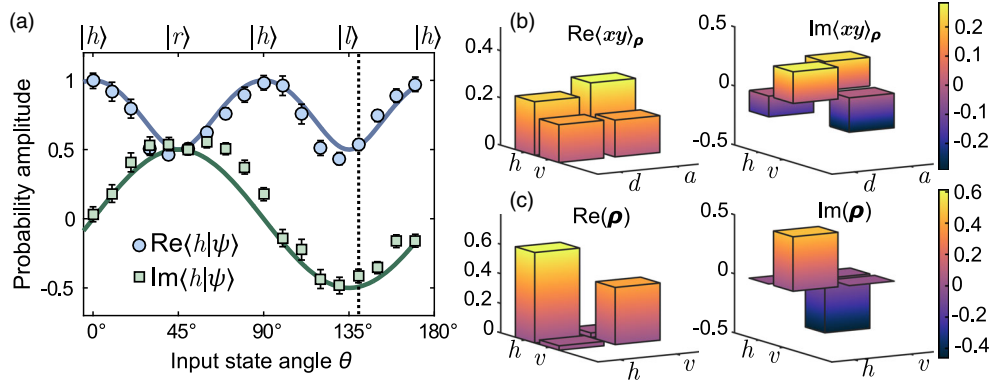 (a)
|h⟩ |r⟩ |h⟩ |l⟩ |h⟩
Probability amplitude
1
0.5
0
-0.5
Re⟨h|ψ⟩
Im⟨h|ψ⟩
0° 45° 90° 135° 180°
Input state angle θ
(b)
Re⟨xy⟩ρ
0.4
0.2
0
h v d a
Im⟨xy⟩ρ
0.5
0
-0.5
h v d a
0.2
0.1
0
-0.1
-0.2
(c)
Re(ρ)
0.6
0.4
0.2
0
h v h v
Im(ρ)
0.5
0
-0.5
h v h v
0.6
0.4
0.2
0
-0.2
-0.4